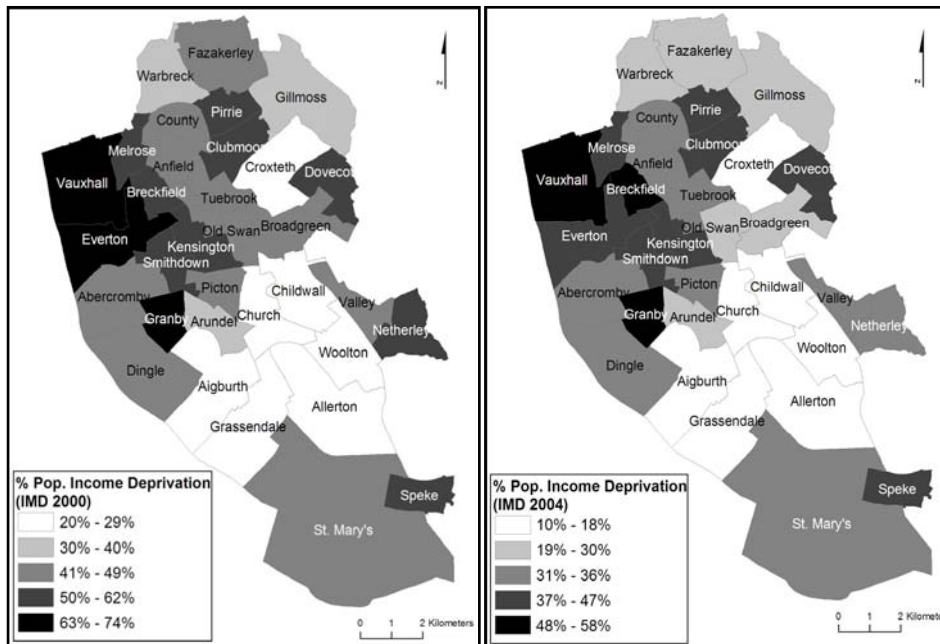 Fazakerley
Warbreck
Gillmoss
Pirrie
County
Melrose
Clubmoor
Anfield
Croxteth
Dovecot
Vauxhall
Breckfield
Tuebrook
Everton
Old Swan
Broadgreen
Kensington
Smithdown
Abercromby
Picton
Childwall
Valley
Granby
Arundel
Church
Netherley
Woolton
Dingle
Aigburth
Allerton
Grassendale
Speke
St. Mary's
% Pop. Income Deprivation
(IMD 2000)
20% - 29%
30% - 40%
41% - 49%
50% - 62%
63% - 74%
0 1 2 Kilometers
z
Fazakerley
Warbreck
Gillmoss
Pirrie
County
Melrose
Clubmoor
Anfield
Croxteth
Dovecot
Vauxhall
Breckfield
Tuebrook
Everton
Old Swan
Broadgreen
Kensington
Smithdown
Abercromby
Picton
Childwall
Valley
Granby
Arundel
Church
Netherley
Woolton
Dingle
Aigburth
Allerton
Grassendale
Speke
St. Mary's
% Pop. Income Deprivation
(IMD 2004)
10% - 18%
19% - 30%
31% - 36%
37% - 47%
48% - 58%
0 1 2 Kilometers
z